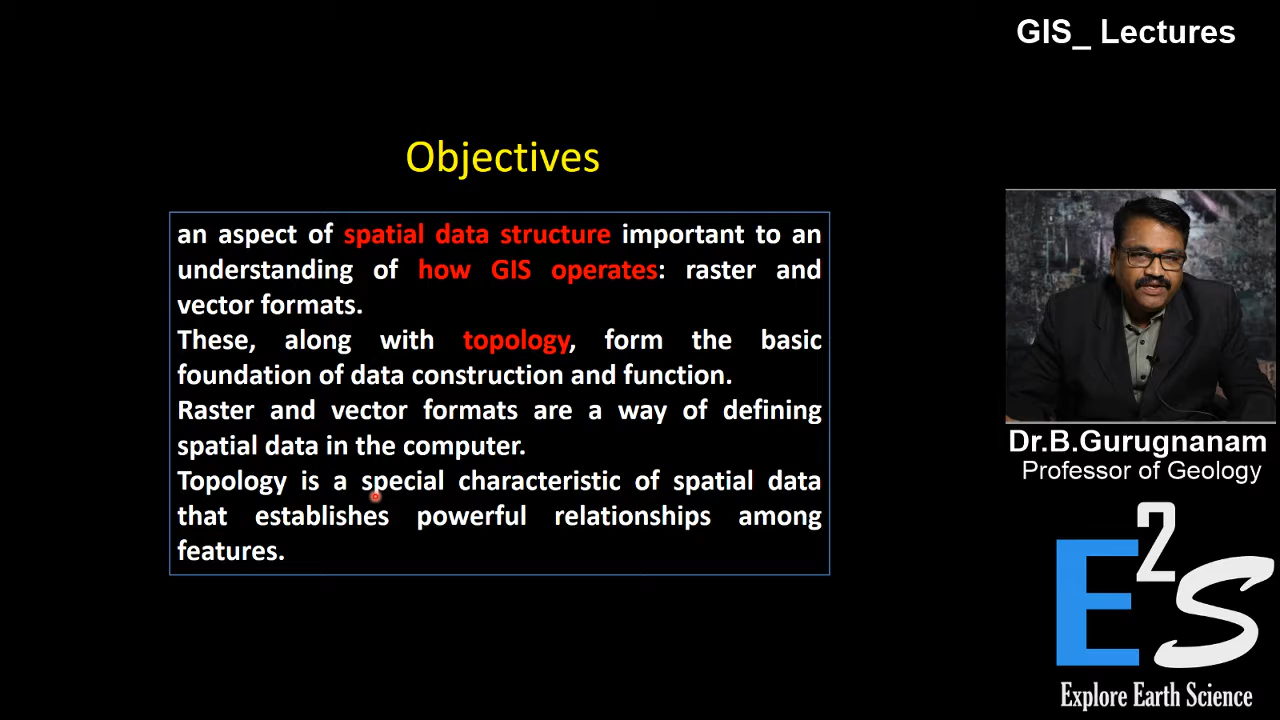 GIS_ Lectures
Objectives
an aspect of spatial data structure important to an
understanding of how GIS operates: raster and
vector formats.
These, along with topology, form the basic
foundation of data construction and function.
Raster and vector formats are a way of defining
spatial data in the computer.
Topology is a special characteristic of spatial data
that establishes powerful relationships among
features.
Dr.B.Gurugnanam
Professor of Geology
E2S
Explore Earth Science